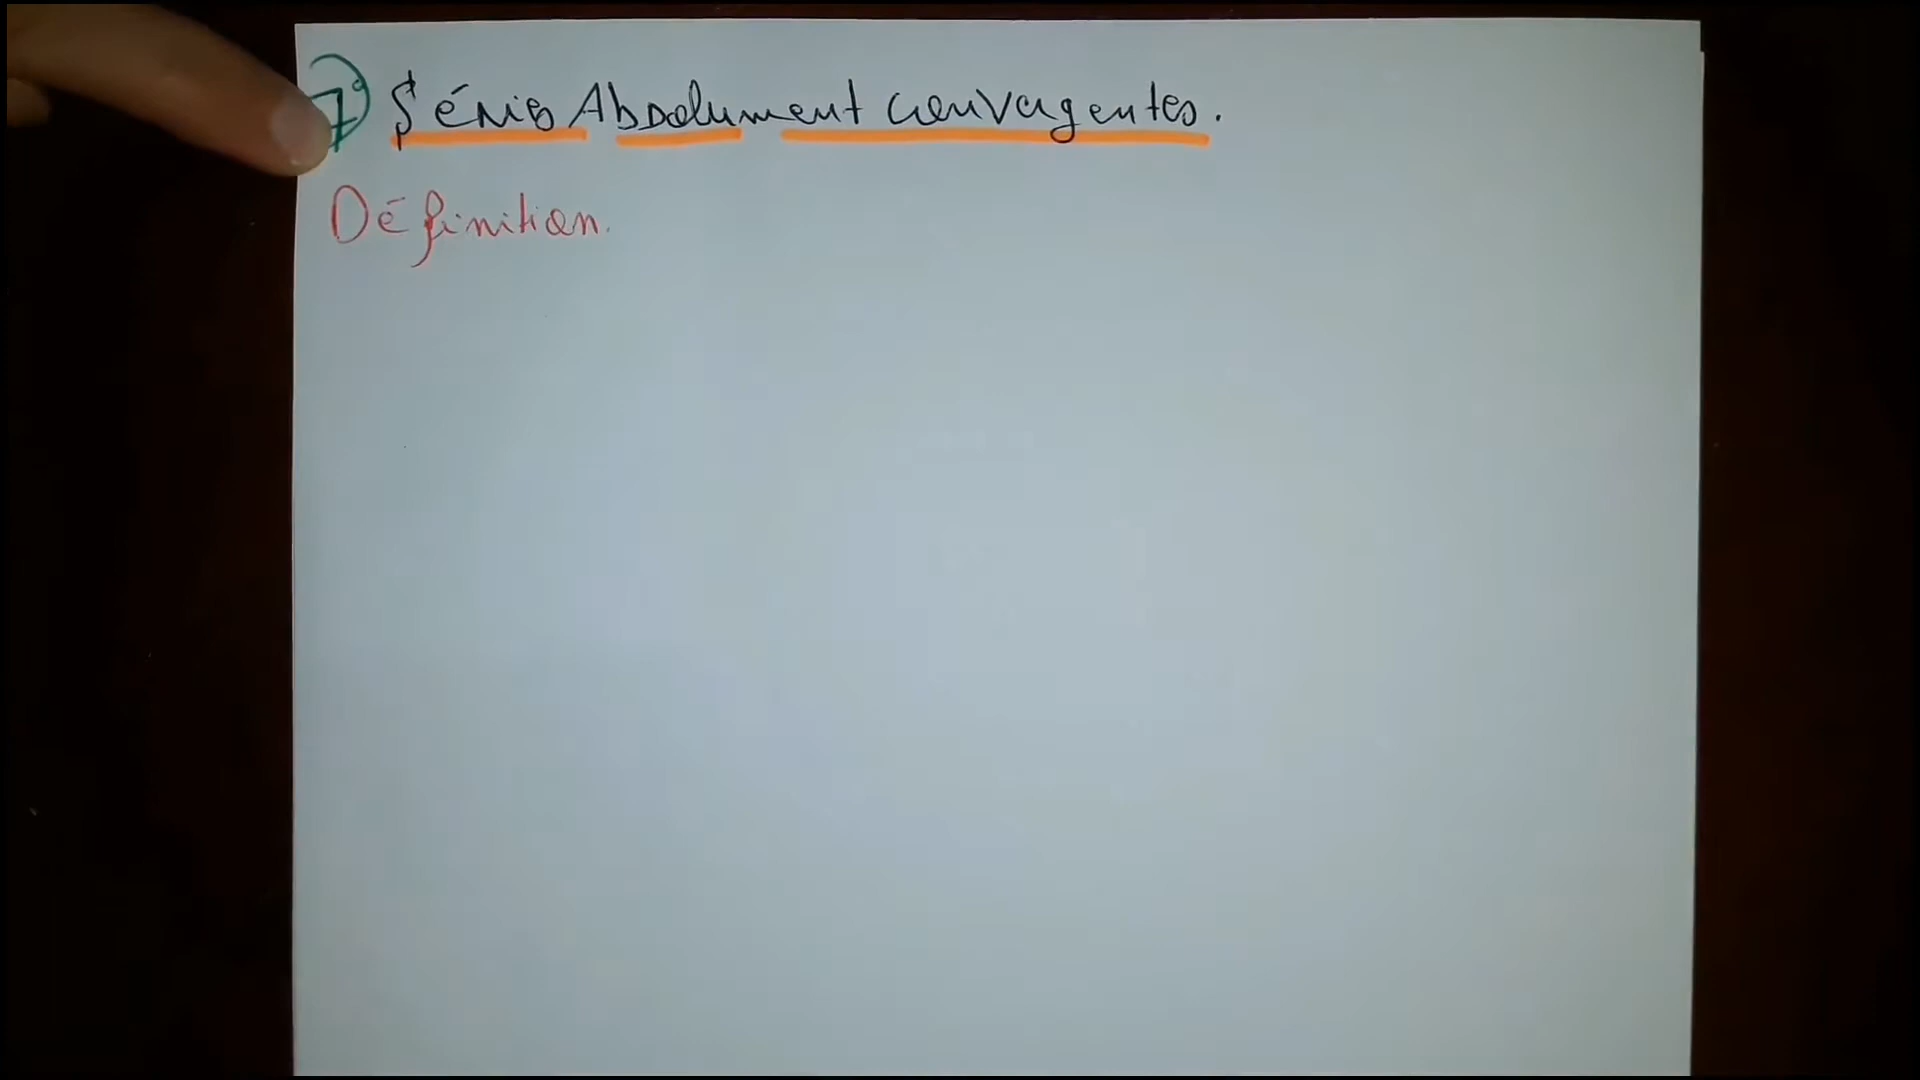 7° Séries Absolument convergentes.
Définition.